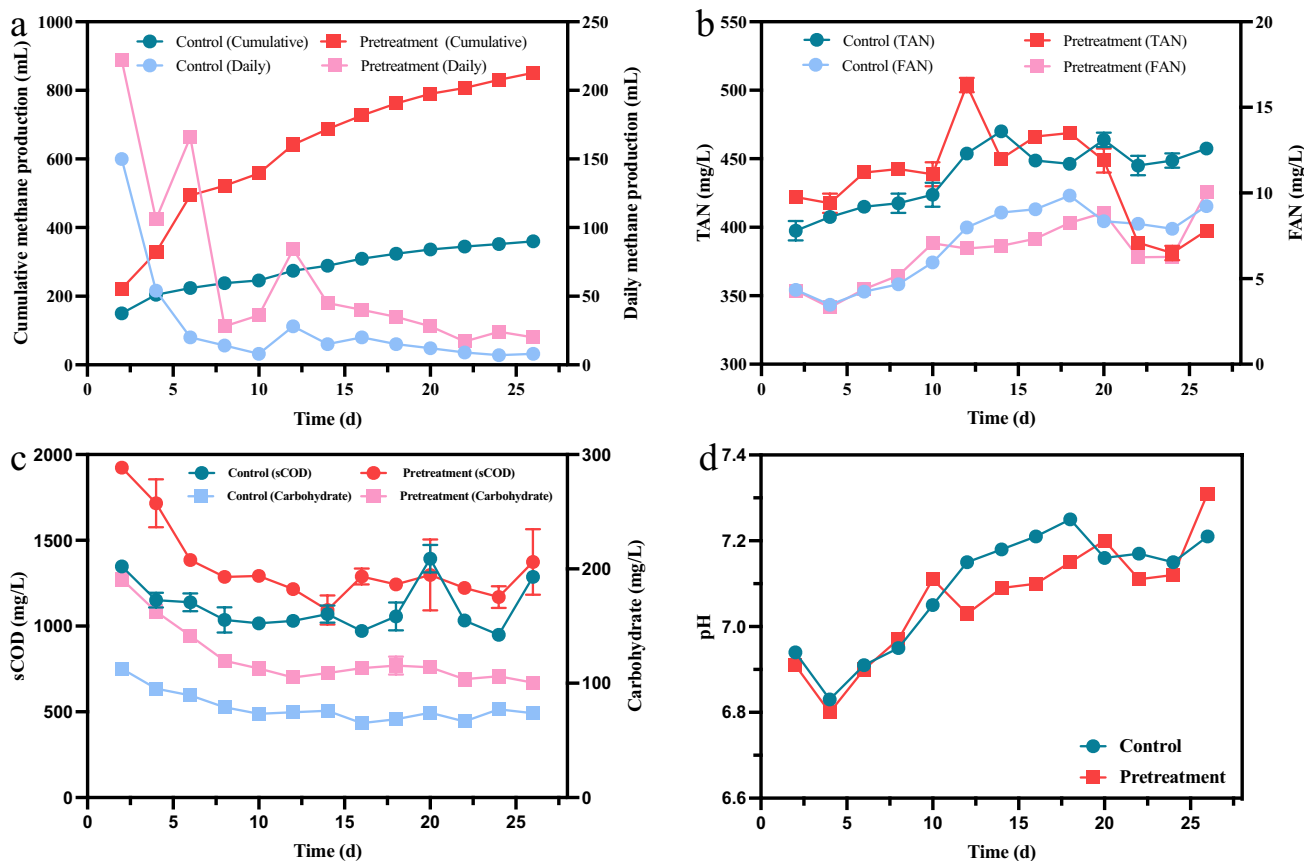 a
1000
800
600
400
200
0
250
200
150
100
50
0
Control (Cumulative)
Pretreatment (Cumulative)
Control (Daily)
Pretreatment (Daily)
Cumulative methane production (mL)
Daily methane production (mL)
0 5 10 15 20 25
Time (d)
b
550
500
450
400
350
300
20
15
10
5
0
Control (TAN)
Pretreatment (TAN)
Control (FAN)
Pretreatment (FAN)
TAN (mg/L)
FAN (mg/L)
0 5 10 15 20 25
Time (d)
c
2000
1500
1000
500
0
300
200
100
0
Control (sCOD)
Pretreatment (sCOD)
Control (Carbohydrate)
Pretreatment (Carbohydrate)
sCOD (mg/L)
Carbohydrate (mg/L)
0 5 10 15 20 25
Time (d)
d
7.4
7.2
7.0
6.8
6.6
pH
Control
Pretreatment
0 5 10 15 20 25
Time (d)